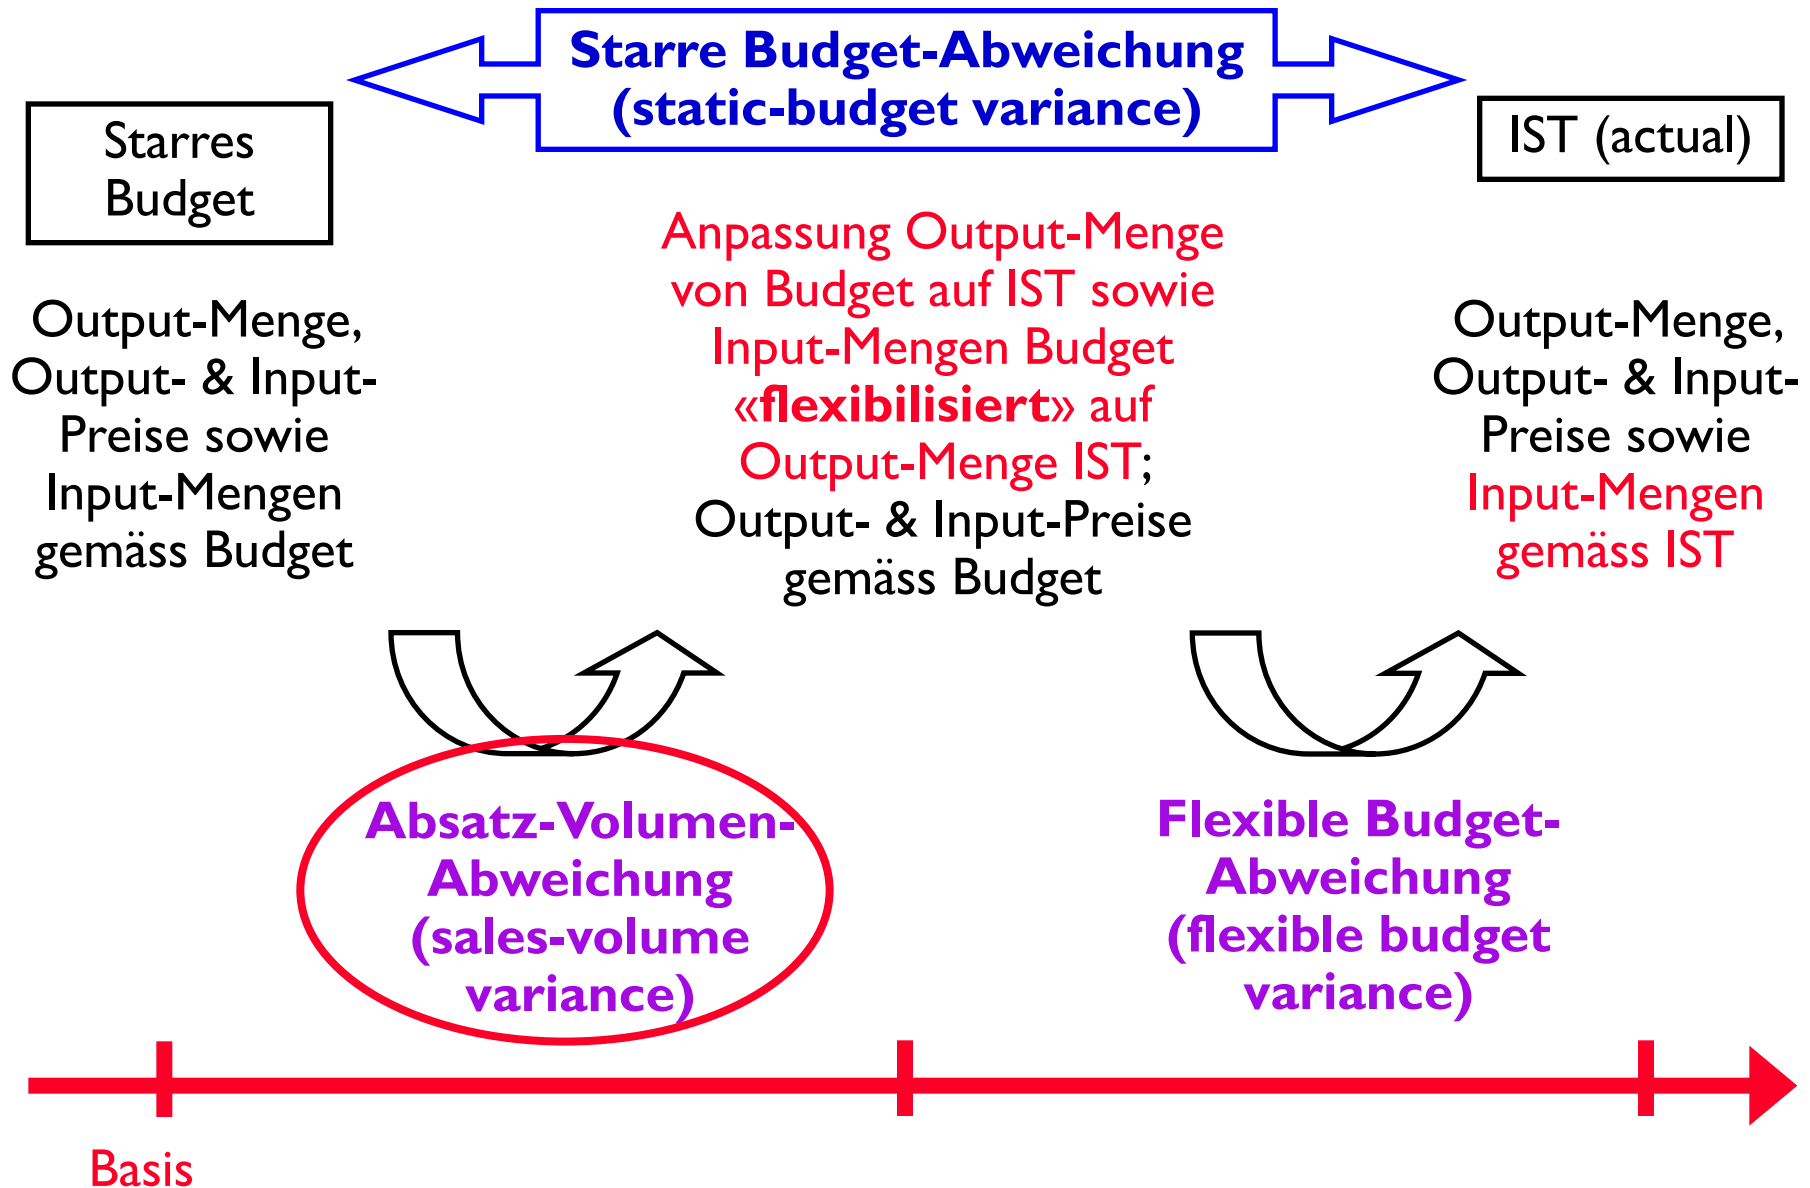 Starre Budget-Abweichung
(static-budget variance)
Starres
Budget
IST (actual)
Output-Menge,
Output- & Input-
Preise sowie
Input-Mengen
gemäss Budget
Anpassung Output-Menge
von Budget auf IST sowie
Input-Mengen Budget
«flexibilisiert» auf
Output-Menge IST;
Output- & Input-Preise
gemäss Budget
Output-Menge,
Output- & Input-
Preise sowie
Input-Mengen
gemäss IST
Absatz-Volumen-
Abweichung
(sales-volume
variance)
Flexible Budget-
Abweichung
(flexible budget
variance)
Basis